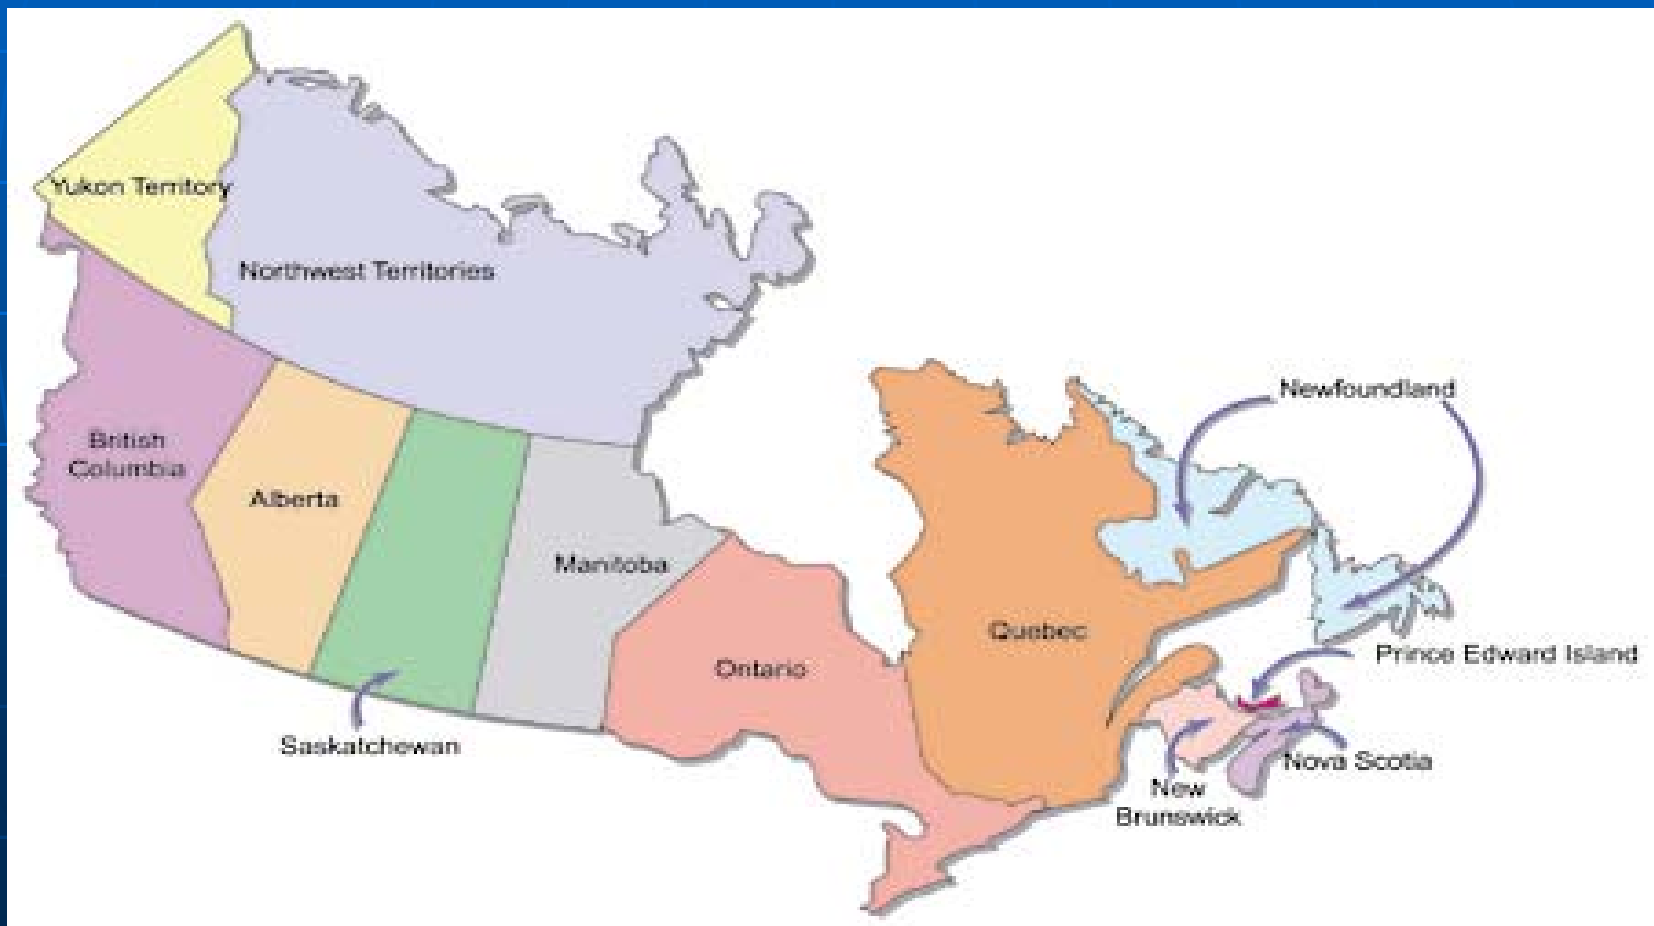 Yukon Territory
Northwest Territories
Newfoundland
British
Columbia
Alberta
Manitoba
Quebec
Prince Edward Island
Ontario
Saskatchewan
Nova Scotia
New
Brunswick